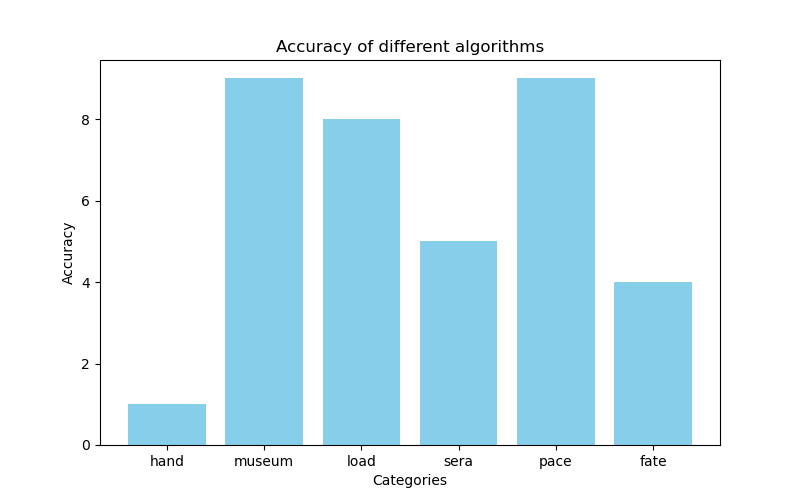 Accuracy of different algorithms
Accuracy
8
6
4
2
0
hand museum load sera pace fate
Categories